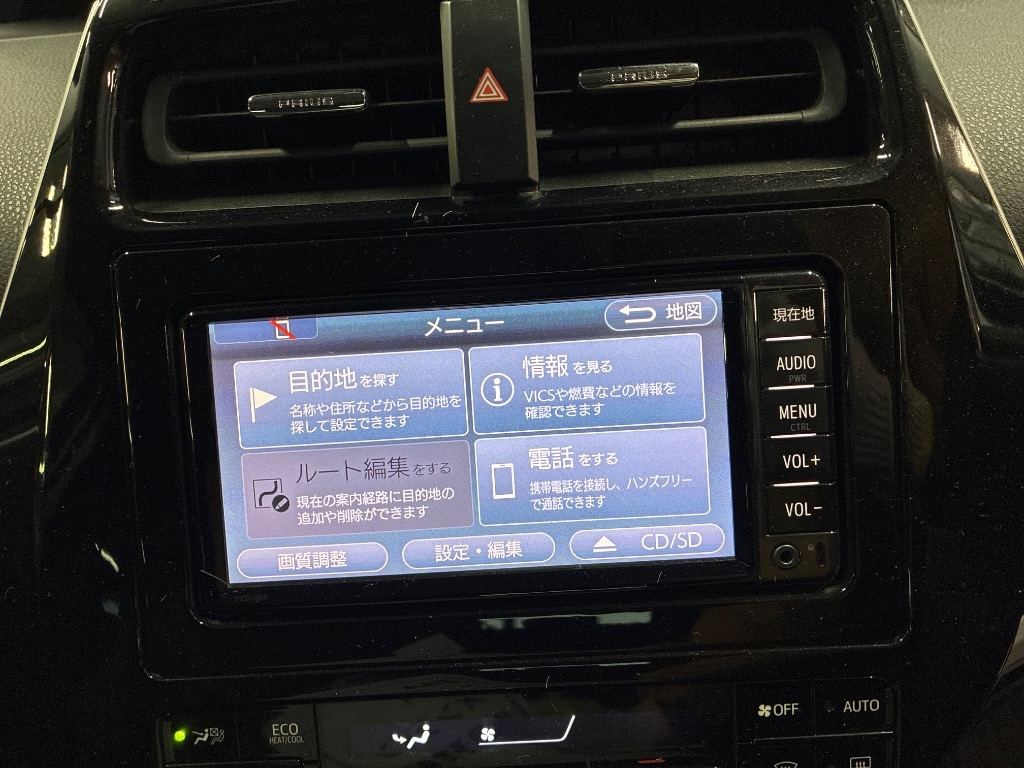 PRIUS
PRIUS
メニュー
地図
目的地を探す
名称や住所などから目的地を
探して設定できます
情報を見る
VICSや燃費などの情報を
確認できます
ルート編集をする
現在の案内経路に目的地の
追加や削除ができます
電話をする
携帯電話を接続し、ハンズフリー
で通話できます
画質調整
設定・編集
CD/SD
現在地
AUDIO
PWR
MENU
CTRL
VOL+
VOL-
ECO
HEAT/COOL
OFF
AUTO